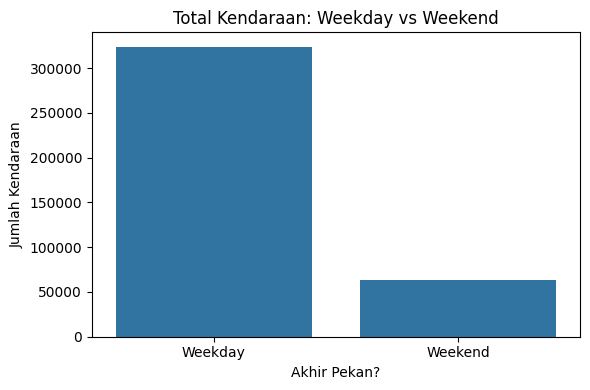 Total Kendaraan: Weekday vs Weekend
Jumlah Kendaraan
300000
250000
200000
150000
100000
50000
0
Weekday Weekend
Akhir Pekan?